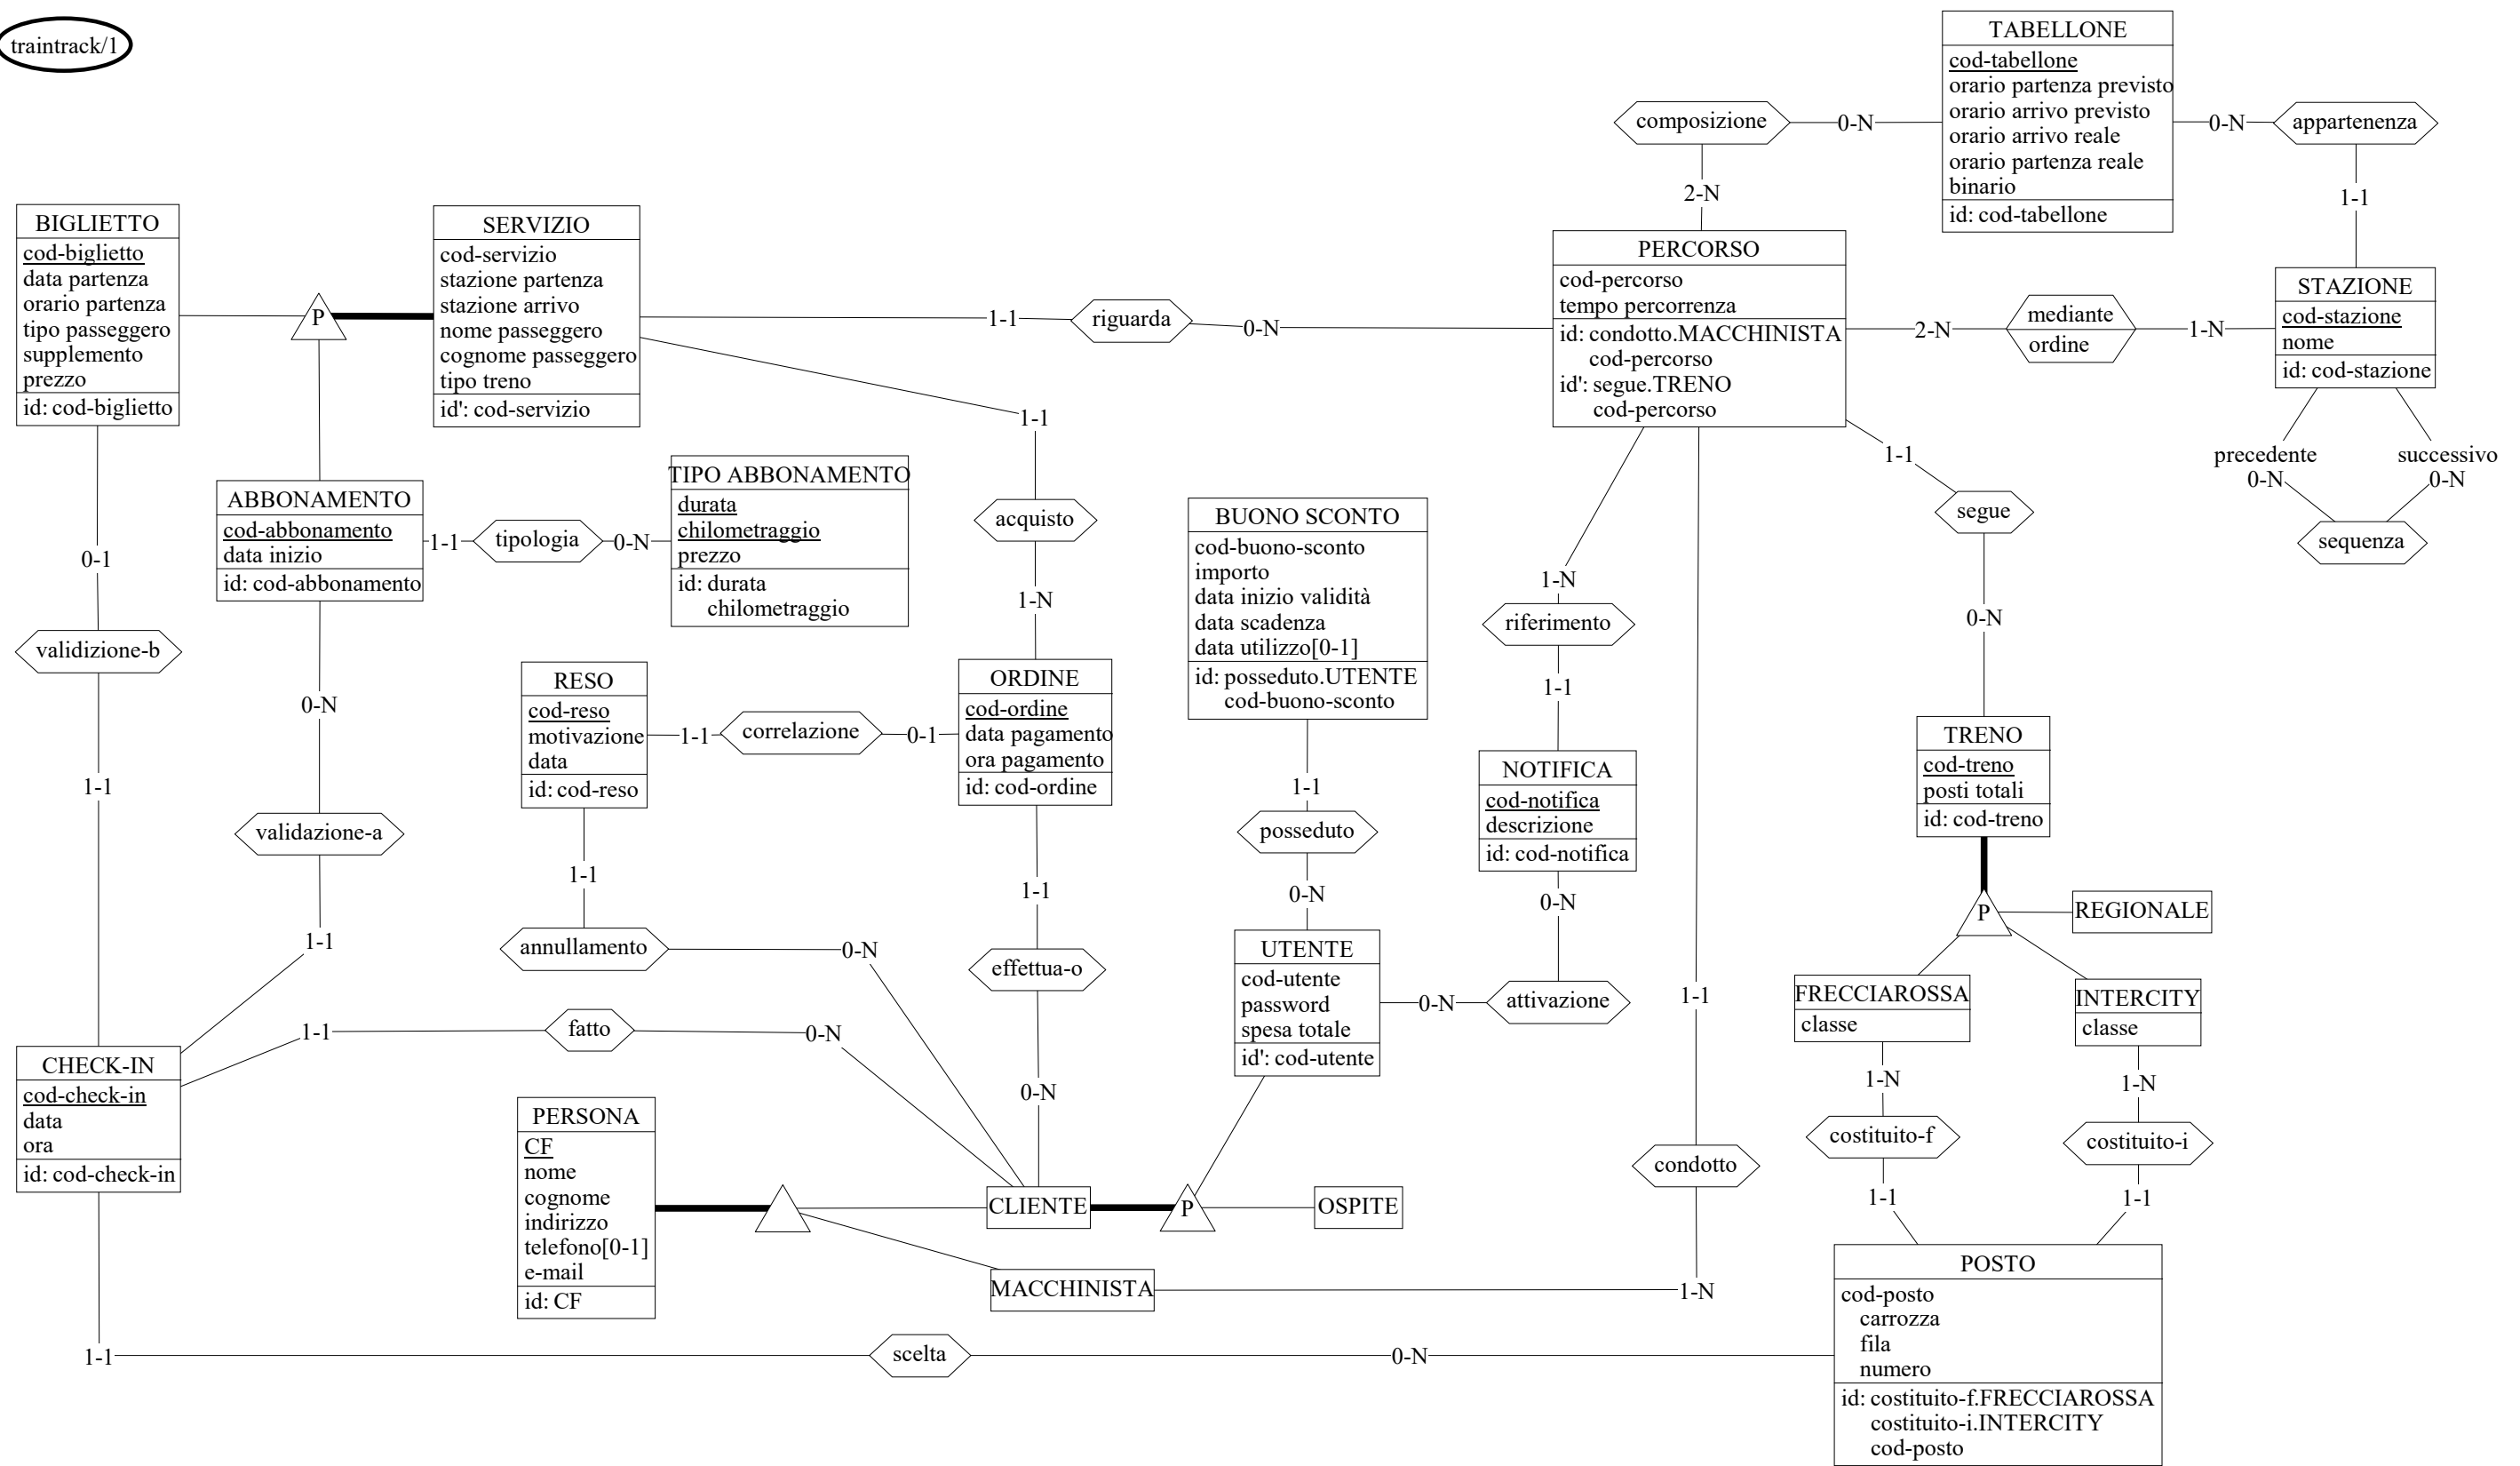 traintrack/1
TABELLONE
cod-tabellone
orario partenza previsto
orario arrivo previsto
orario arrivo reale
orario partenza reale
binario
id: cod-tabellone
composizione
0-N
0-N
appartenenza
2-N
1-1
BIGLIETTO
cod-biglietto
data partenza
orario partenza
tipo passeggero
supplemento
prezzo
id: cod-biglietto
P
SERVIZIO
cod-servizio
stazione partenza
stazione arrivo
nome passeggero
cognome passeggero
tipo treno
id': cod-servizio
1-1
riguarda
0-N
PERCORSO
cod-percorso
tempo percorrenza
id: condotto.MACCHINISTA
cod-percorso
id': segue.TRENO
cod-percorso
2-N
mediante
ordine
1-N
STAZIONE
cod-stazione
nome
id: cod-stazione
precedente
0-N
successivo
0-N
sequenza
1-1
segue
0-N
1-1
acquisto
1-N
ABBONAMENTO
cod-abbonamento
data inizio
id: cod-abbonamento
1-1
tipologia
0-N
TIPO ABBONAMENTO
durata
chilometraggio
prezzo
id: durata
chilometraggio
BUONO SCONTO
cod-buono-sconto
importo
data inizio validità
data scadenza
data utilizzo[0-1]
id: posseduto.UTENTE
cod-buono-sconto
1-N
riferimento
1-1
0-1
validizione-b
1-1
0-N
validazione-a
1-1
RESO
cod-reso
motivazione
data
id: cod-reso
1-1
correlazione
0-1
ORDINE
cod-ordine
data pagamento
ora pagamento
id: cod-ordine
1-1
posseduto
0-N
NOTIFICA
cod-notifica
descrizione
id: cod-notifica
0-N
TRENO
cod-treno
posti totali
id: cod-treno
P
REGIONALE
FRECCIAROSSA
classe
INTERCITY
classe
1-1
annullamento
0-N
1-1
effettua-o
0-N
UTENTE
cod-utente
password
spesa totale
id': cod-utente
0-N
attivazione
1-1
1-1
fatto
0-N
CHECK-IN
cod-check-in
data
ora
id: cod-check-in
PERSONA
CF
nome
cognome
indirizzo
telefono[0-1]
e-mail
id: CF
CLIENTE
P
OSPITE
MACCHINISTA
condotto
1-N
1-N
costituito-f
1-1
1-N
costituito-i
1-1
POSTO
cod-posto
carrozza
fila
numero
id: costituito-f.FRECCIAROSSA
costituito-i.INTERCITY
cod-posto
1-1
scelta
0-N